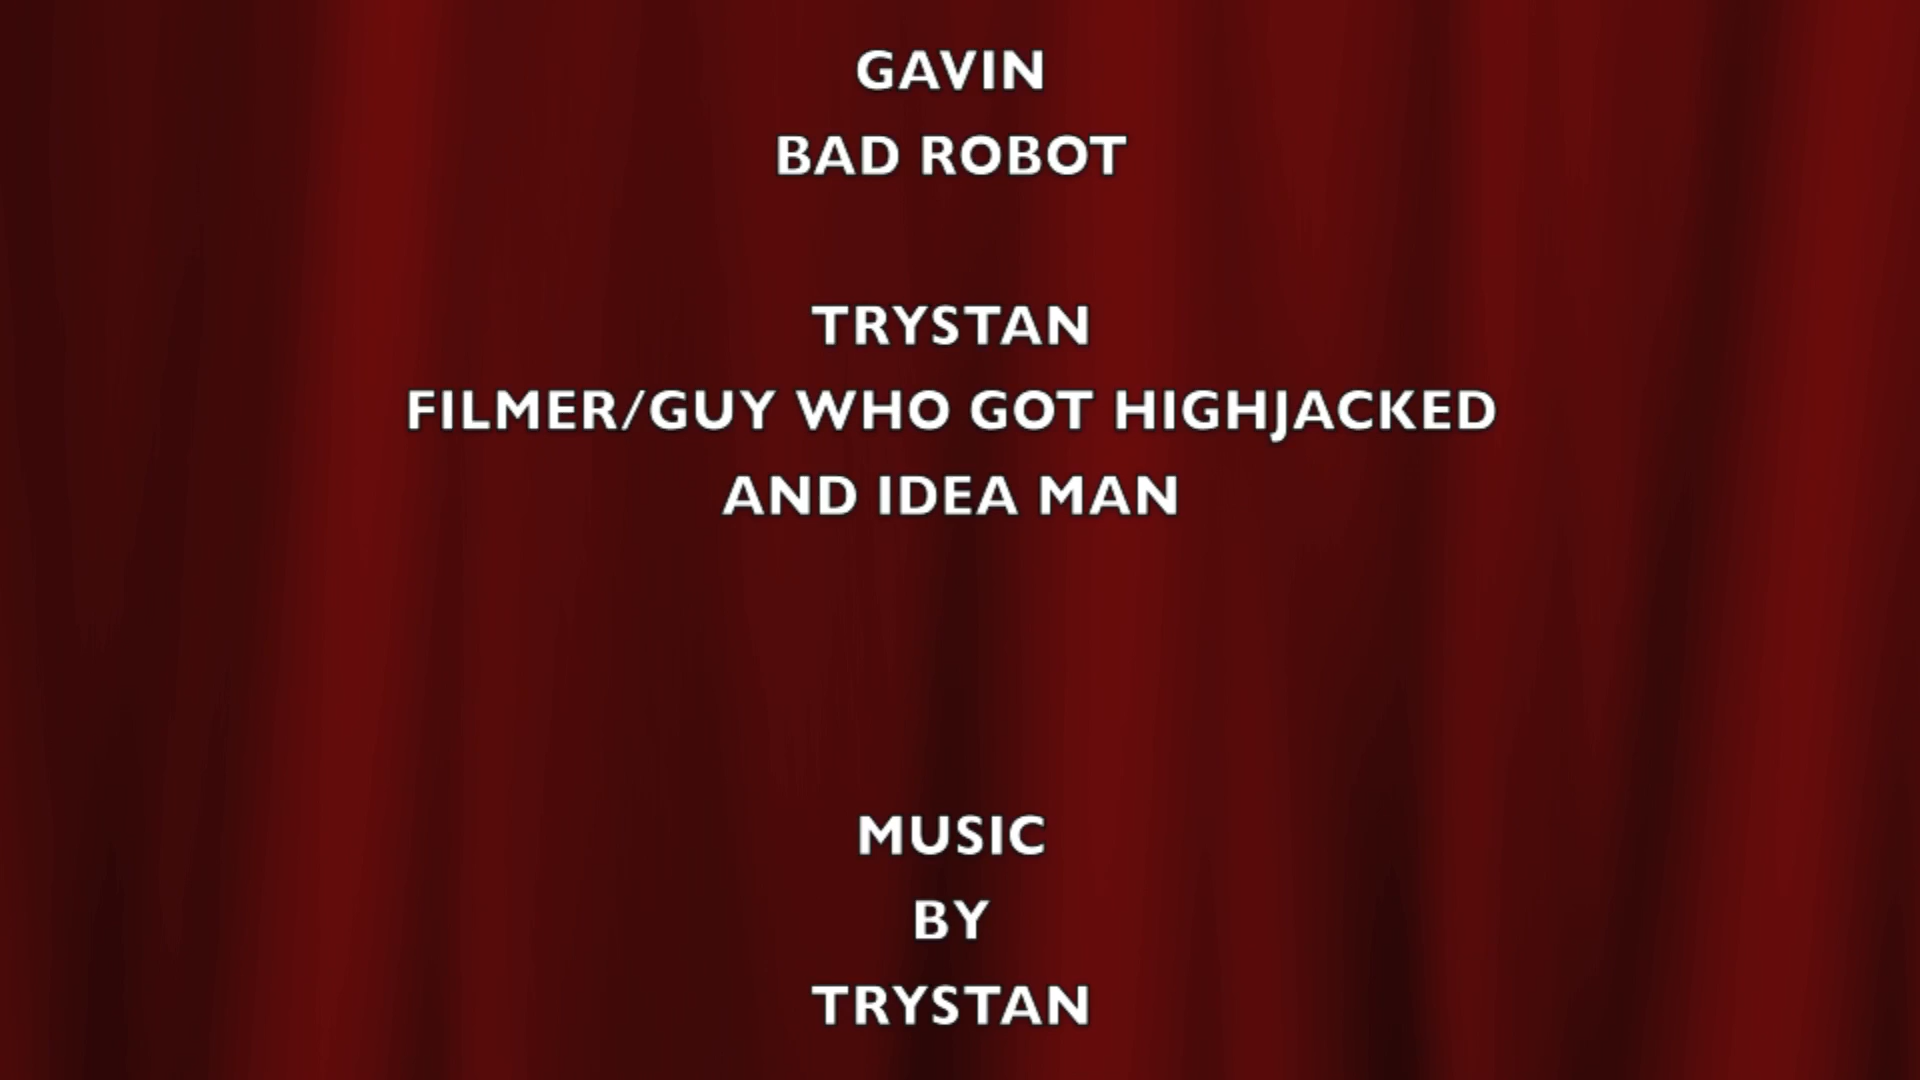 GAVIN
BAD ROBOT
TRYSTAN
FILMER/GUY WHO GOT HIGHJACKED
AND IDEA MAN
MUSIC
BY
TRYSTAN